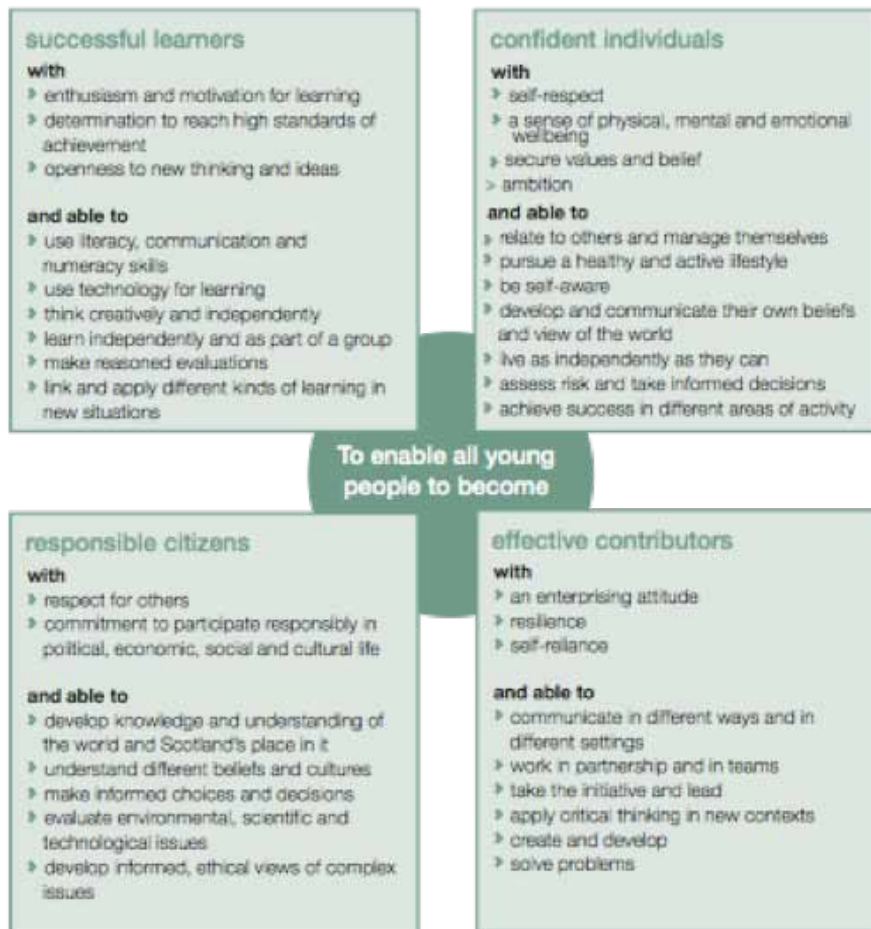 successful learners
with
enthusiasm and motivation for learning
determination to reach high standards of
achievement
openness to new thinking and ideas
and able to
use literacy, communication and
numeracy skills
use technology for learning
think creatively and independently
learn independently and as part of a group
make reasoned evaluations
link and apply different kinds of learning in
new situations
confident individuals
with
self-respect
a sense of physical, mental and emotional
wellbeing
secure values and belief
> ambition
and able to
relate to others and manage themselves
pursue a healthy and active lifestyle
be self-aware
develop and communicate their own beliefs
and view of the world
live as independently as they can
assess risk and take informed decisions
achieve success in different areas of activity
To enable all young
people to become
responsible citizens
with
respect for others
commitment to participate responsibly in
political, economic, social and cultural life
and able to
develop knowledge and understanding of
the world and Scotland's place in it
understand different beliefs and cultures
make informed choices and decisions
evaluate environmental, scientific and
technological issues
develop informed, ethical views of complex
issues
effective contributors
with
an enterprising attitude
resilience
self-reliance
and able to
communicate in different ways and in
different settings
work in partnership and in teams
take the initiative and lead
apply critical thinking in new contexts
create and develop
solve problems